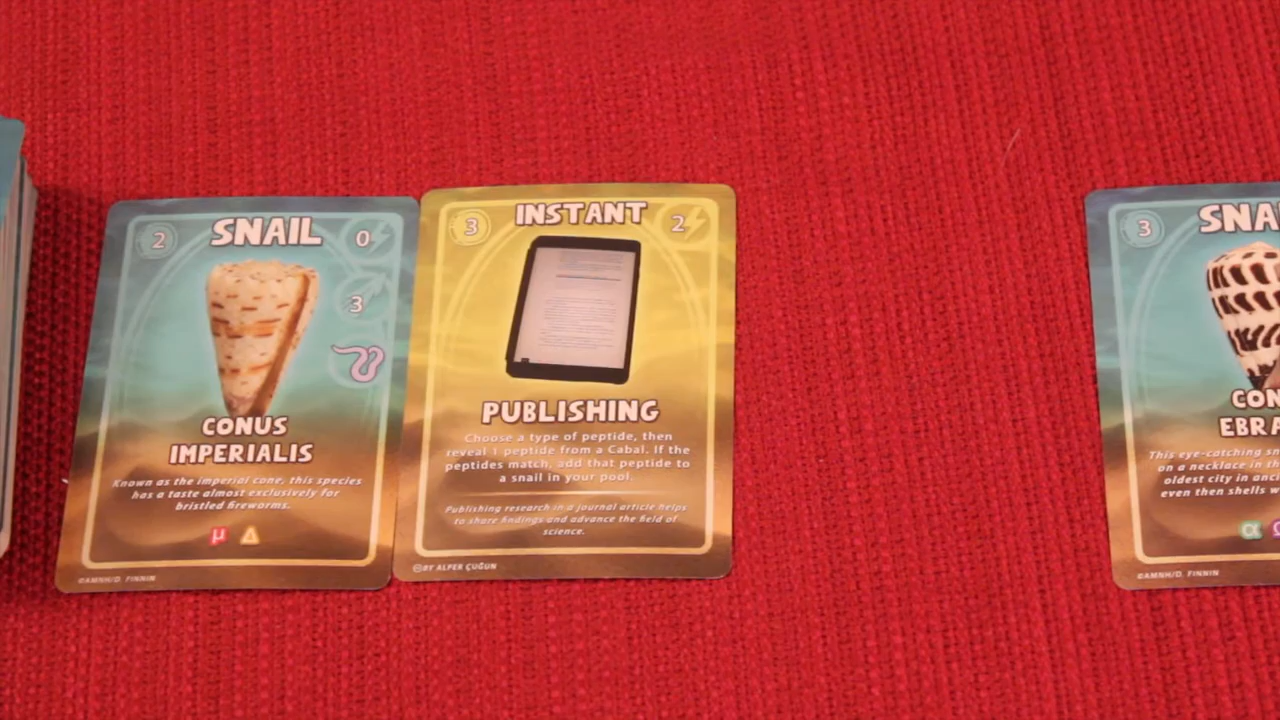 2
SNAIL
0
3
CONUS
IMPERIALIS
Known as the imperial cone, this species
has a taste almost exclusively for
bristled fireworms.
μ Δ
©AMNH/D. FINNIN
3
INSTANT
2
PUBLISHING
Choose a type of peptide, then
reveal 1 peptide from a Cabal. If the
peptides match, add that peptide to
a snail in your pool.
Publishing research in a journal article helps
to share findings and advance the field of
science.
BY ALPER ÇUĞUN
3
SNA
CON
EBRA
This eye-catching sn
on a necklace in th
oldest city in anci
even then shells w
α
©AMNH/D. FINNIN